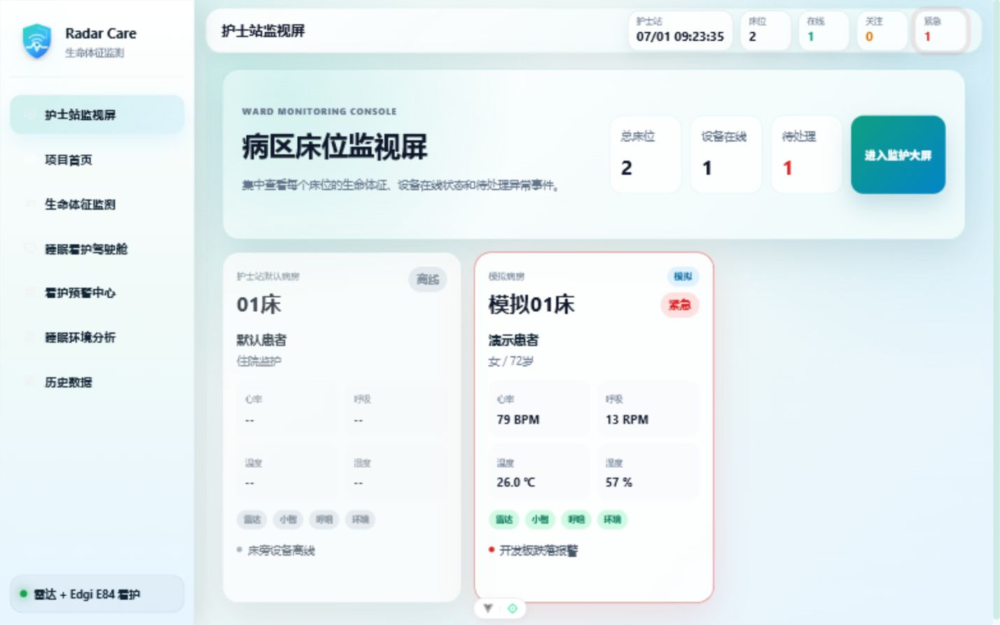 Radar Care
生命体征监测
护士站监视屏
项目首页
生命体征监测
睡眠看护驾驶舱
看护预警中心
睡眠环境分析
历史数据
雷达 + Edgi E84 看护
护士站监视屏
护士站
07/01 09:23:35
床位
2
在线
1
关注
0
紧急
1
WARD MONITORING CONSOLE
病区床位监视屏
集中查看每个床位的生命体征、设备在线状态和待处理异常事件。
总床位
2
设备在线
1
待处理
1
进入监护大屏
护士站默认病房
离线
01床
默认患者
住院监护
心率
--
呼吸
--
温度
--
湿度
--
雷达 小智 呼唤 环境
床旁设备离线
模拟病房
模拟
模拟01床
紧急
演示患者
女 / 72岁
心率
79 BPM
呼吸
13 RPM
温度
26.0 ℃
湿度
57 %
雷达 小智 呼唤 环境
开发板跌落报警